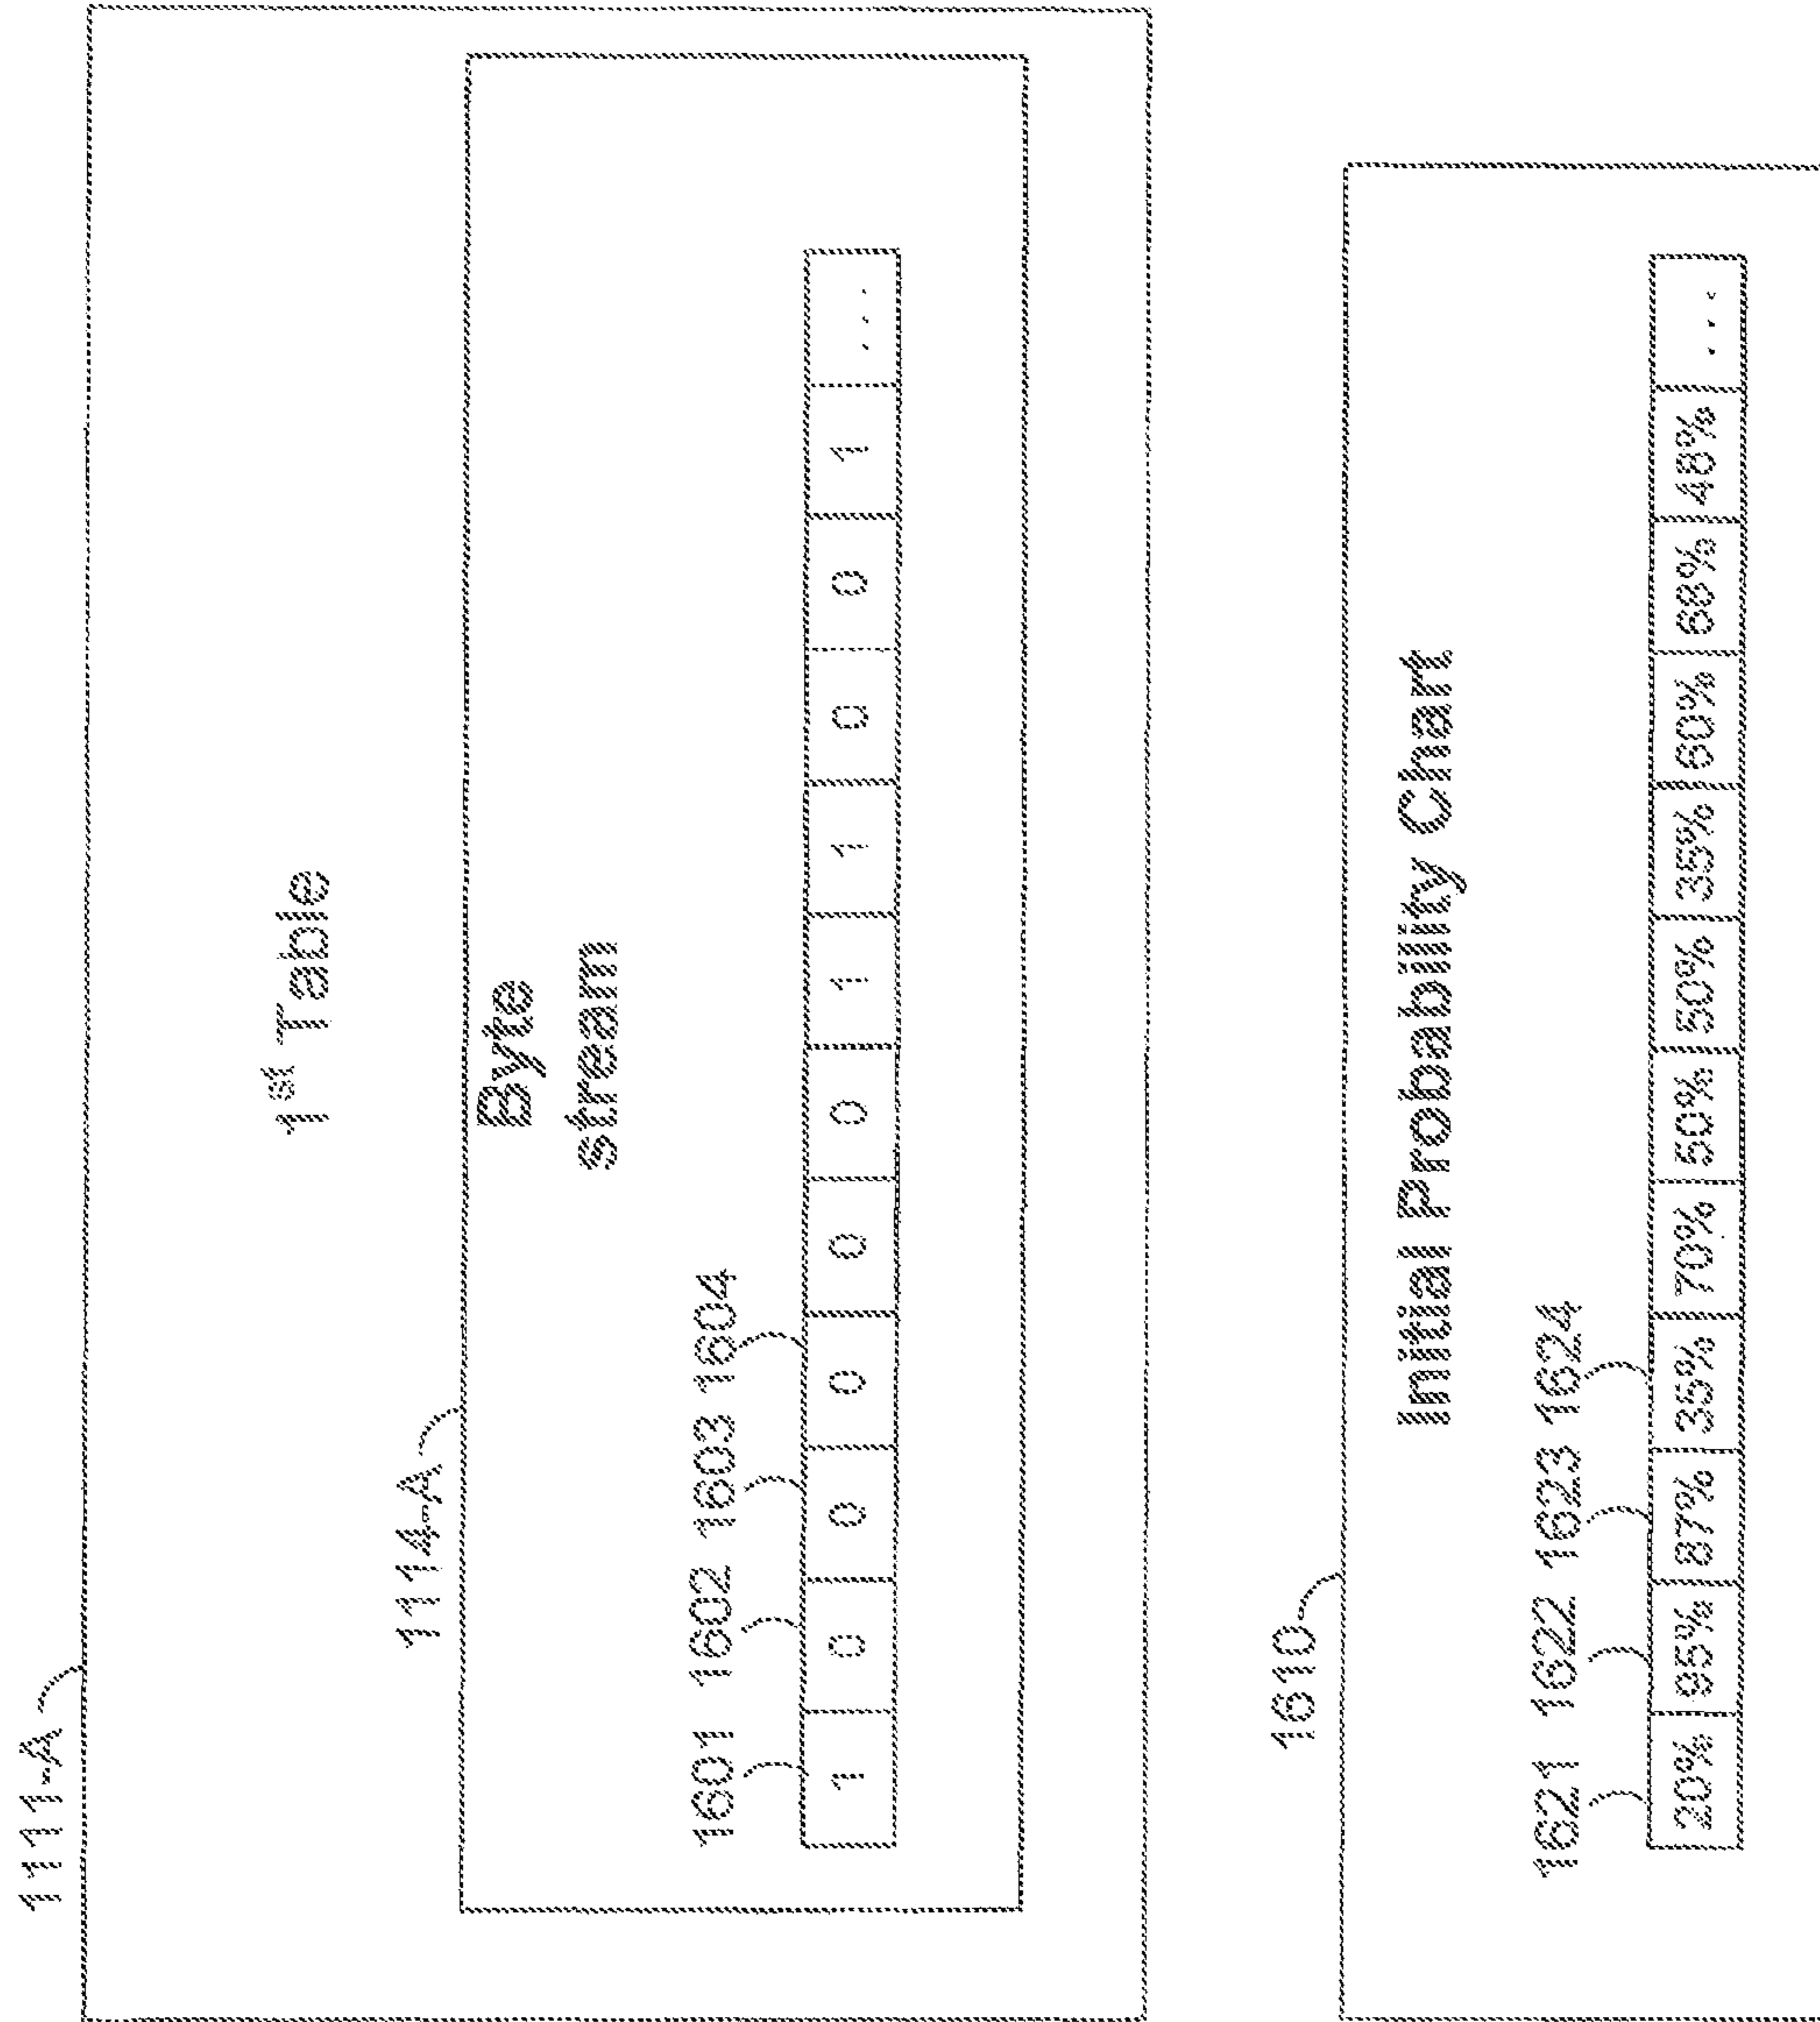 1111-A
1st Table
1114-A
Byte
stream
1601 1602 1603 1604
1 0 0 0 0 0 1 1 0 0 1 ...
1610
Initial Probability Chart
1621 1622 1623 1624
20% 95% 87% 35% 70% 50% 50% 35% 60% 68% 48% ...